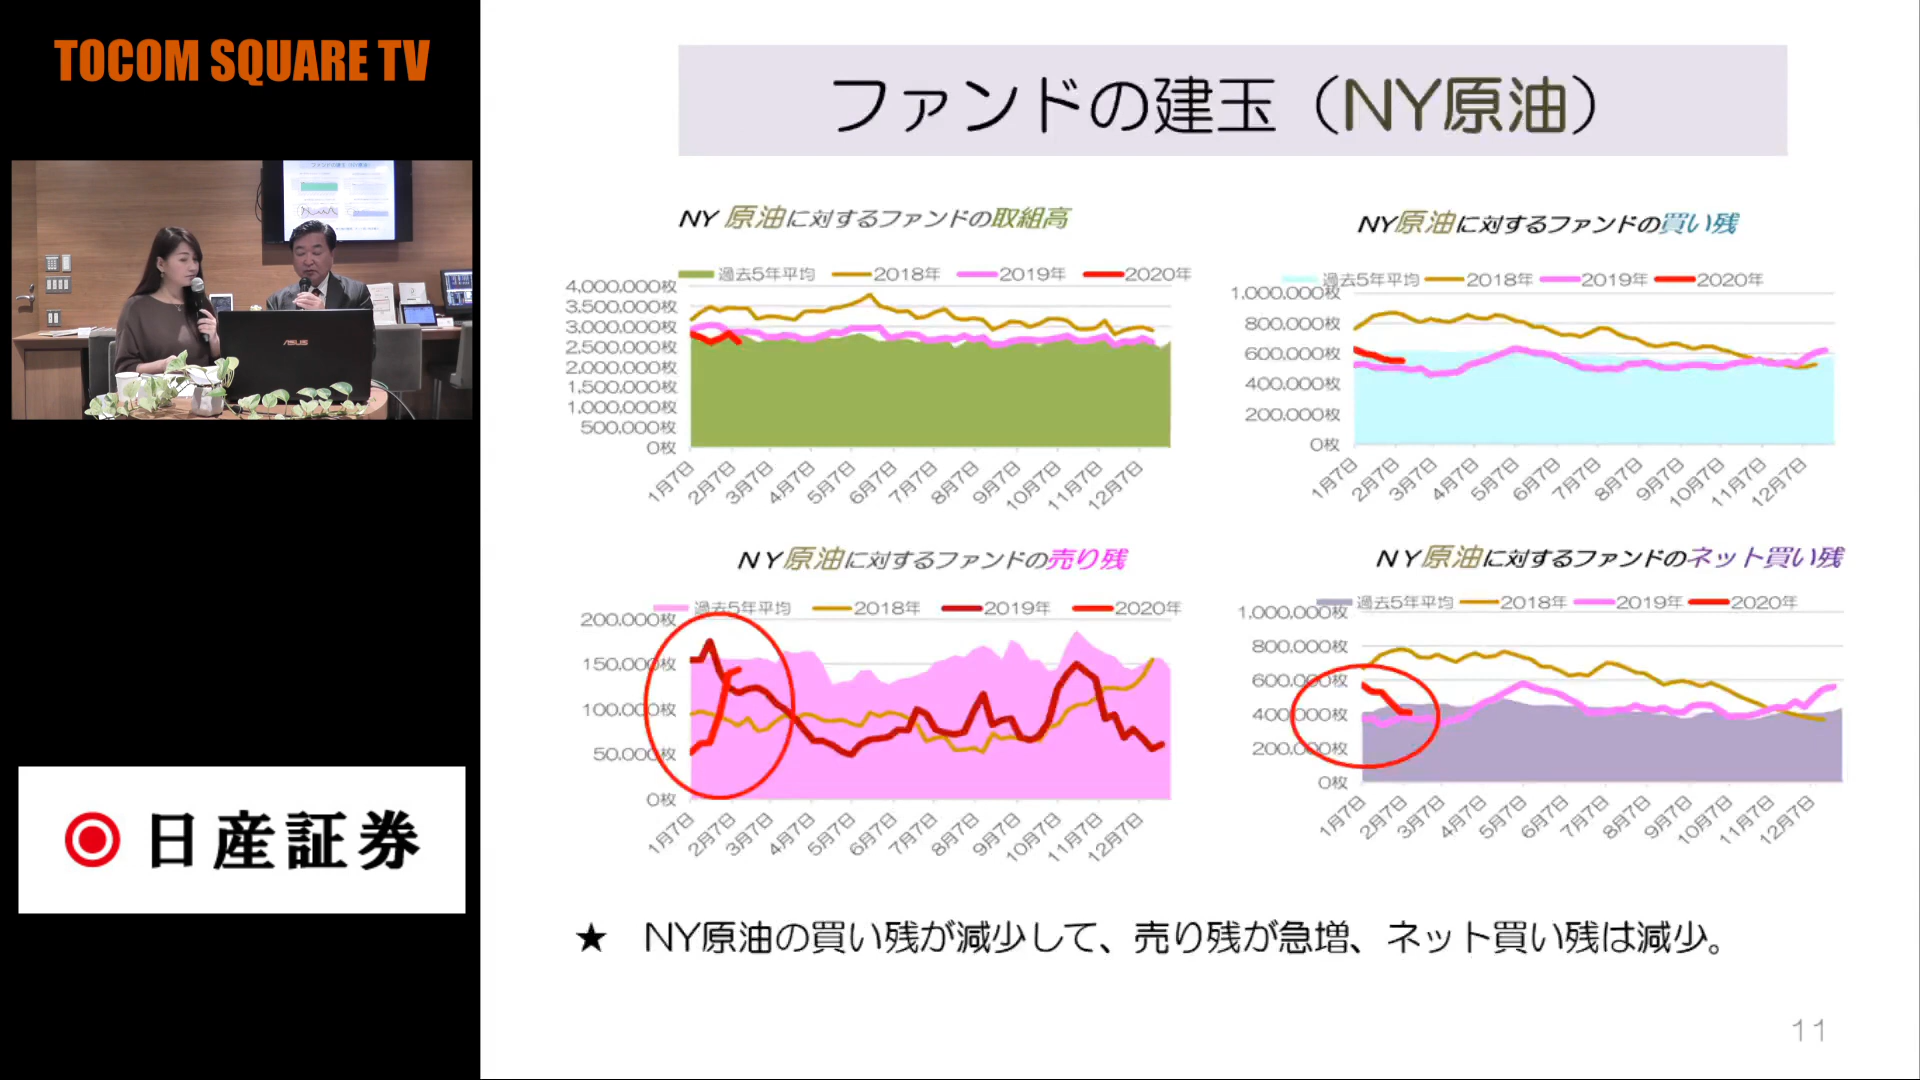 TOCOM SQUARE TV
ASUS
日産証券
ファンドの建玉（NY原油）
NY 原油に対するファンドの取組高
過去5年平均 2018年 2019年 2020年
4,000,000枚
3,500,000枚
3,000,000枚
2,500,000枚
2,000,000枚
1,500,000枚
1,000,000枚
500,000枚
0枚
1月7日 2月7日 3月7日 4月7日 5月7日 6月7日 7月7日 8月7日 9月7日 10月7日 11月7日 12月7日
NY原油に対するファンドの買い残
過去5年平均 2018年 2019年 2020年
1,000,000枚
800,000枚
600,000枚
400,000枚
200,000枚
0枚
1月7日 2月7日 3月7日 4月7日 5月7日 6月7日 7月7日 8月7日 9月7日 10月7日 11月7日 12月7日
NY原油に対するファンドの売り残
過去5年平均 2018年 2019年 2020年
200,000枚
150,000枚
100,000枚
50,000枚
0枚
1月7日 2月7日 3月7日 4月7日 5月7日 6月7日 7月7日 8月7日 9月7日 10月7日 11月7日 12月7日
NY原油に対するファンドのネット買い残
過去5年平均 2018年 2019年 2020年
1,000,000枚
800,000枚
600,000枚
400,000枚
200,000枚
0枚
1月7日 2月7日 3月7日 4月7日 5月7日 6月7日 7月7日 8月7日 9月7日 10月7日 11月7日 12月7日
★ NY原油の買い残が減少して、売り残が急増、ネット買い残は減少。
11